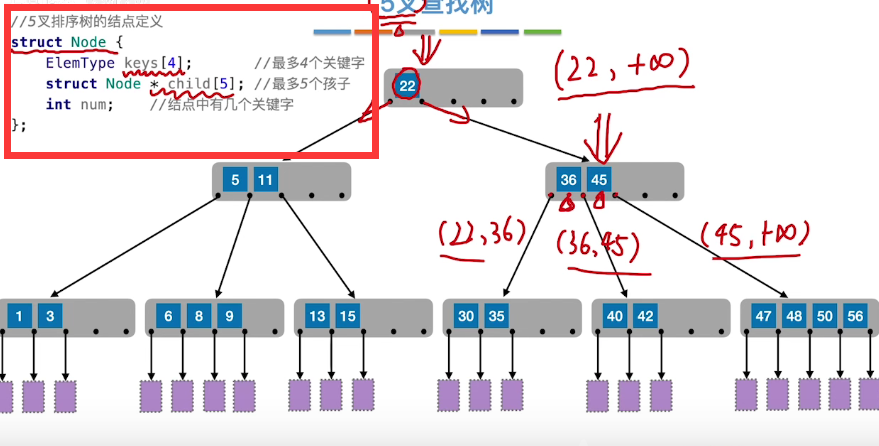 5叉查找树
//5叉排序树的结点定义
struct Node {
ElemType keys[4]; //最多4个关键字
struct Node * child[5]; //最多5个孩子
int num; //结点中有几个关键字
};
22
(22, +∞)
5 11
36 45
(22,36)
(36,45)
(45,+∞)
1 3
6 8 9
13 15
30 35
40 42
47 48 50 56